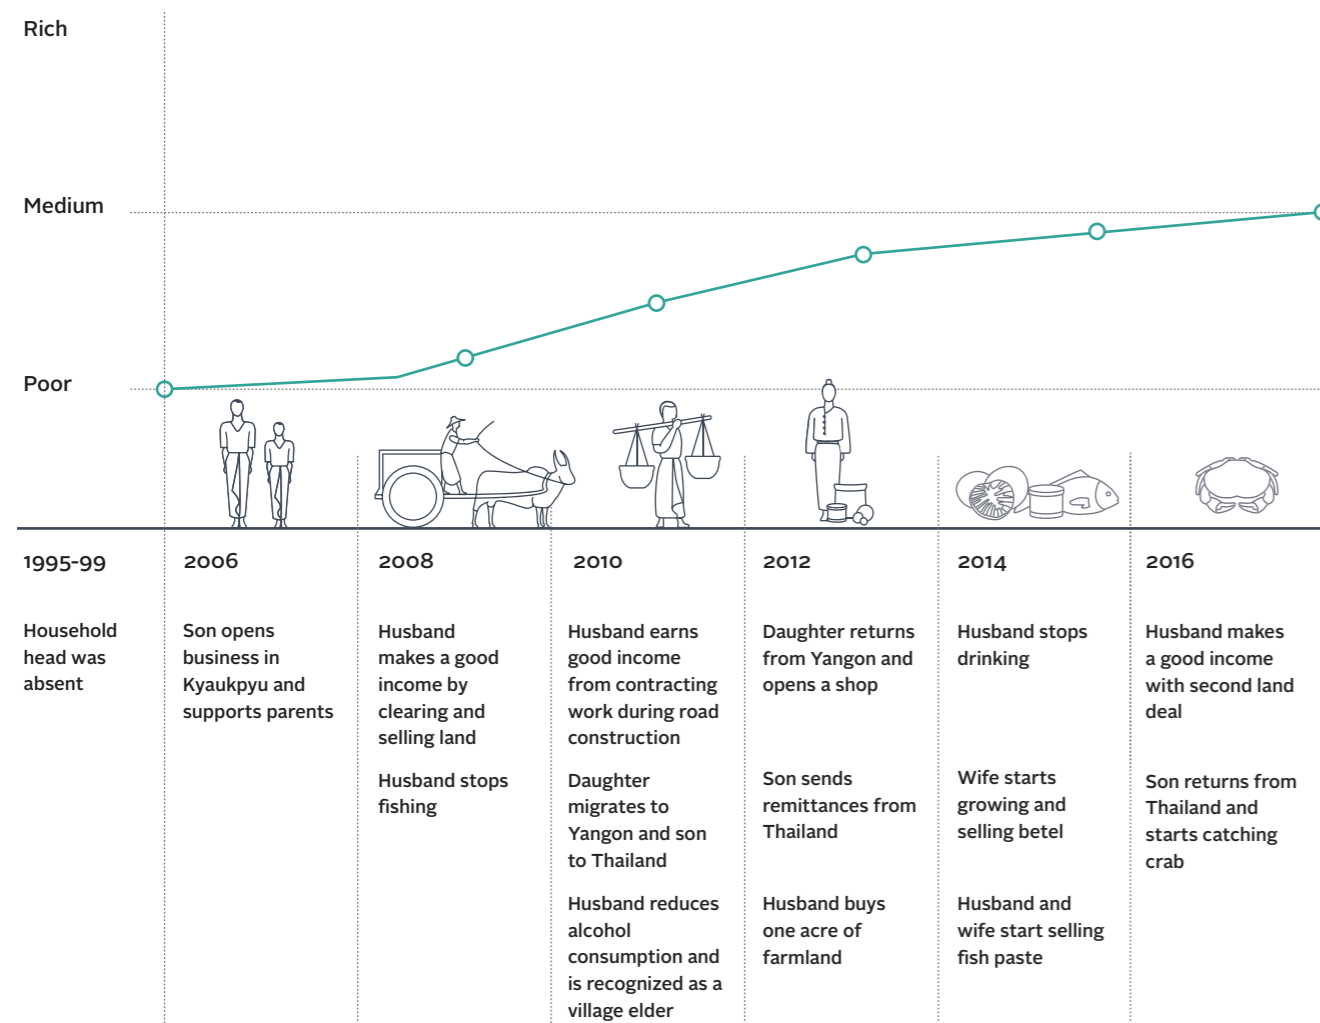 Rich
Medium
Poor
1995-99
Household
head was
absent
2006
Son opens
business in
Kyaukpyu and
supports parents
2008
Husband
makes a good
income by
clearing and
selling land
Husband stops
fishing
2010
Husband earns
good income
from contracting
work during road
construction
Daughter
migrates to
Yangon and son
to Thailand
Husband reduces
alcohol
consumption and
is recognized as a
village elder
2012
Daughter returns
from Yangon and
opens a shop
Son sends
remittances from
Thailand
Husband buys
one acre of
farmland
2014
Husband stops
drinking
Wife starts
growing and
selling betel
Husband and
wife start selling
fish paste
2016
Husband makes
a good income
with second land
deal
Son returns from
Thailand and
starts catching
crab